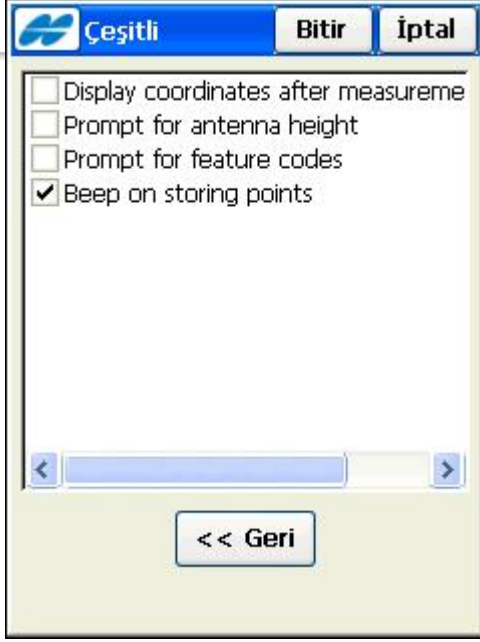 Çeşitli Bitir İptal
Display coordinates after measureme
Prompt for antenna height
Prompt for feature codes
Beep on storing points
<< Geri